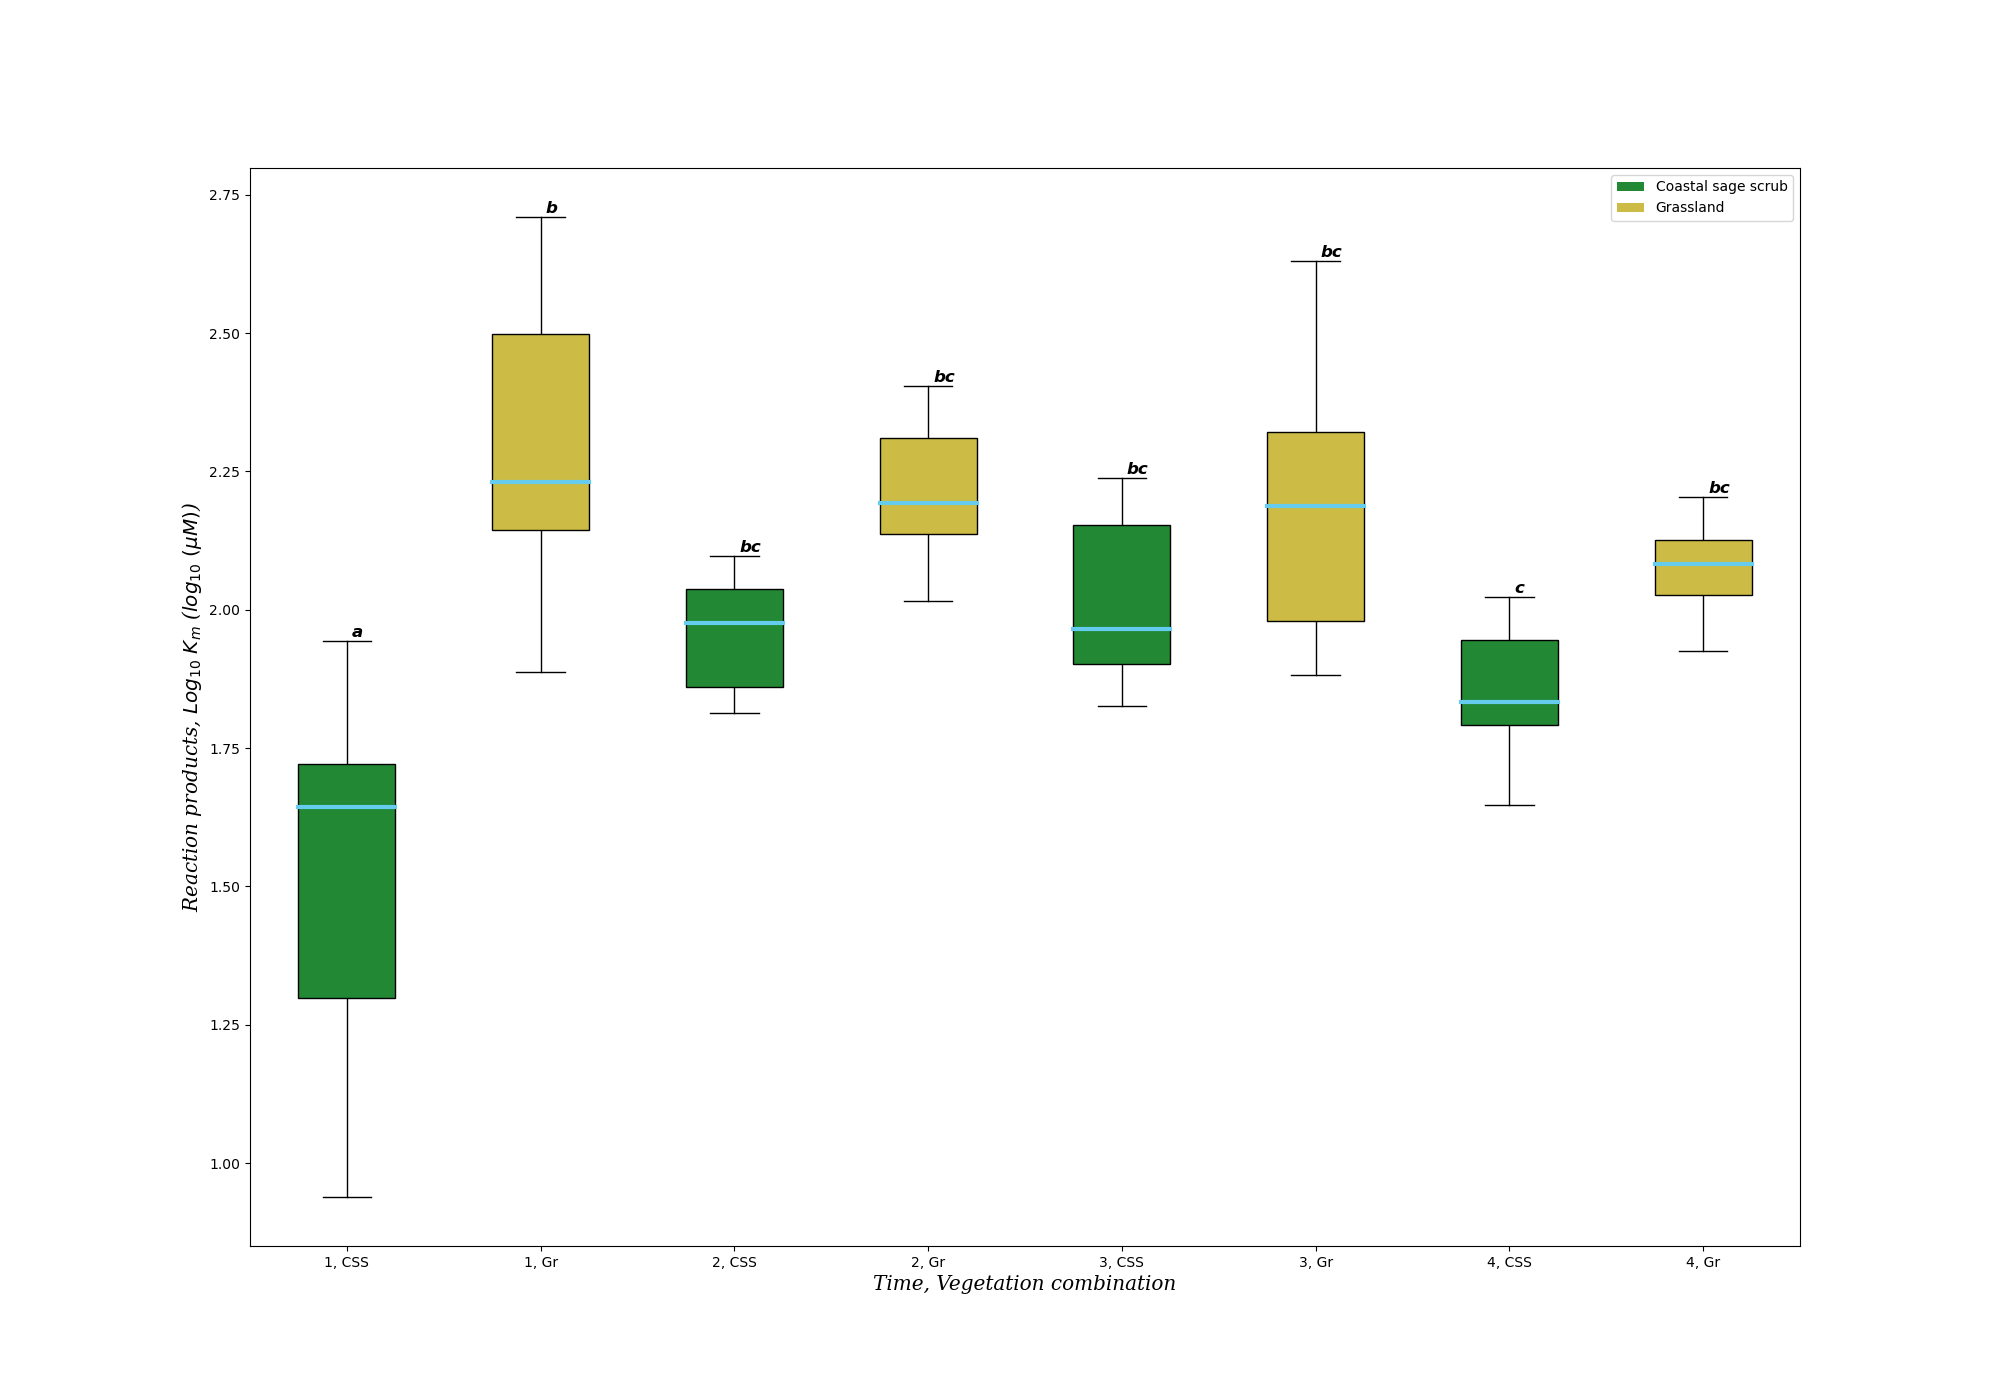 Coastal sage scrub
Grassland
2.75
2.50
2.25
2.00
1.75
1.50
1.25
1.00
Reaction products, Log₁₀ Kₘ (log₁₀ (μM))
a
b
bc
bc
bc
bc
c
bc
1, CSS
1, Gr
2, CSS
2, Gr
3, CSS
3, Gr
4, CSS
4, Gr
Time, Vegetation combination